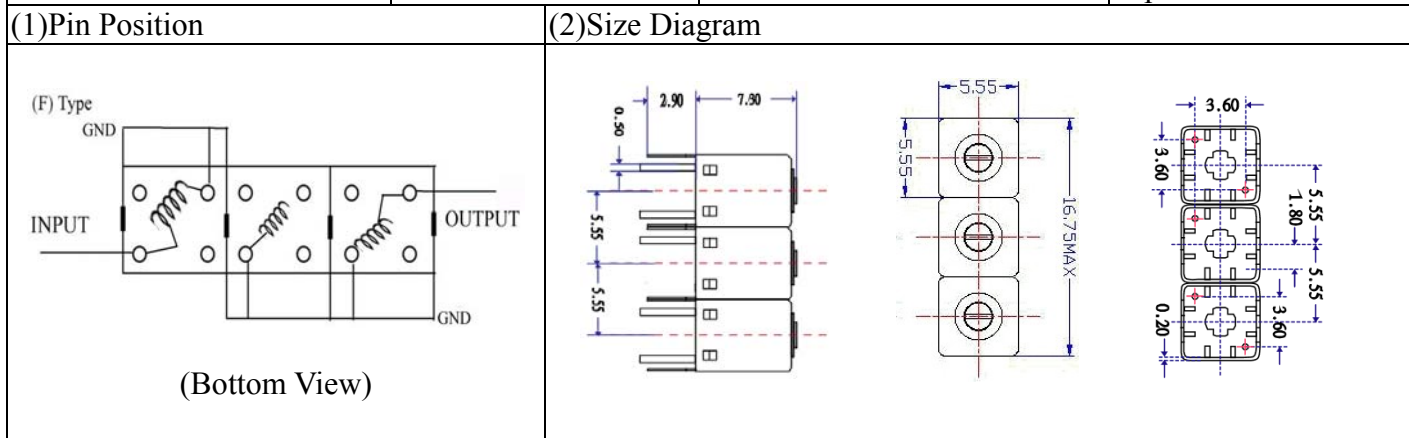 (1)Pin Position
(2)Size Diagram
(F) Type
GND
INPUT
OUTPUT
GND
(Bottom View)
2.90
7.30
0.50
5.55
5.55
5.55
5.55
16.75MAX
3.60
3.60
5.55
1.80
5.55
3.60
0.20